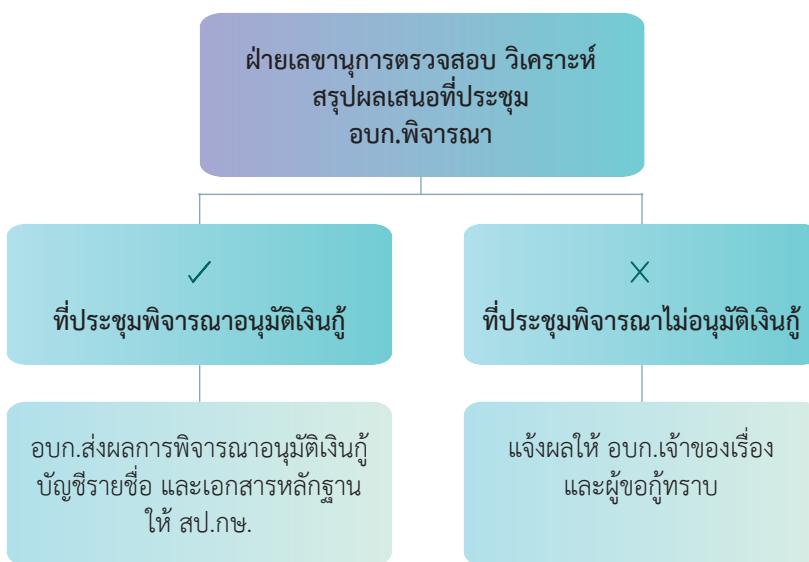 ฝ่ายเลขานุการตรวจสอบ วิเคราะห์
สรุปผลเสนอที่ประชุม
อบก.พิจารณา
✓
ที่ประชุมพิจารณาอนุมัติเงินกู้
✕
ที่ประชุมพิจารณาไม่อนุมัติเงินกู้
อบก.ส่งผลการพิจารณาอนุมัติเงินกู้
บัญชีรายชื่อ และเอกสารหลักฐาน
ให้ สป.กษ.
แจ้งผลให้ อบก.เจ้าของเรื่อง
และผู้ขอกู้ทราบ